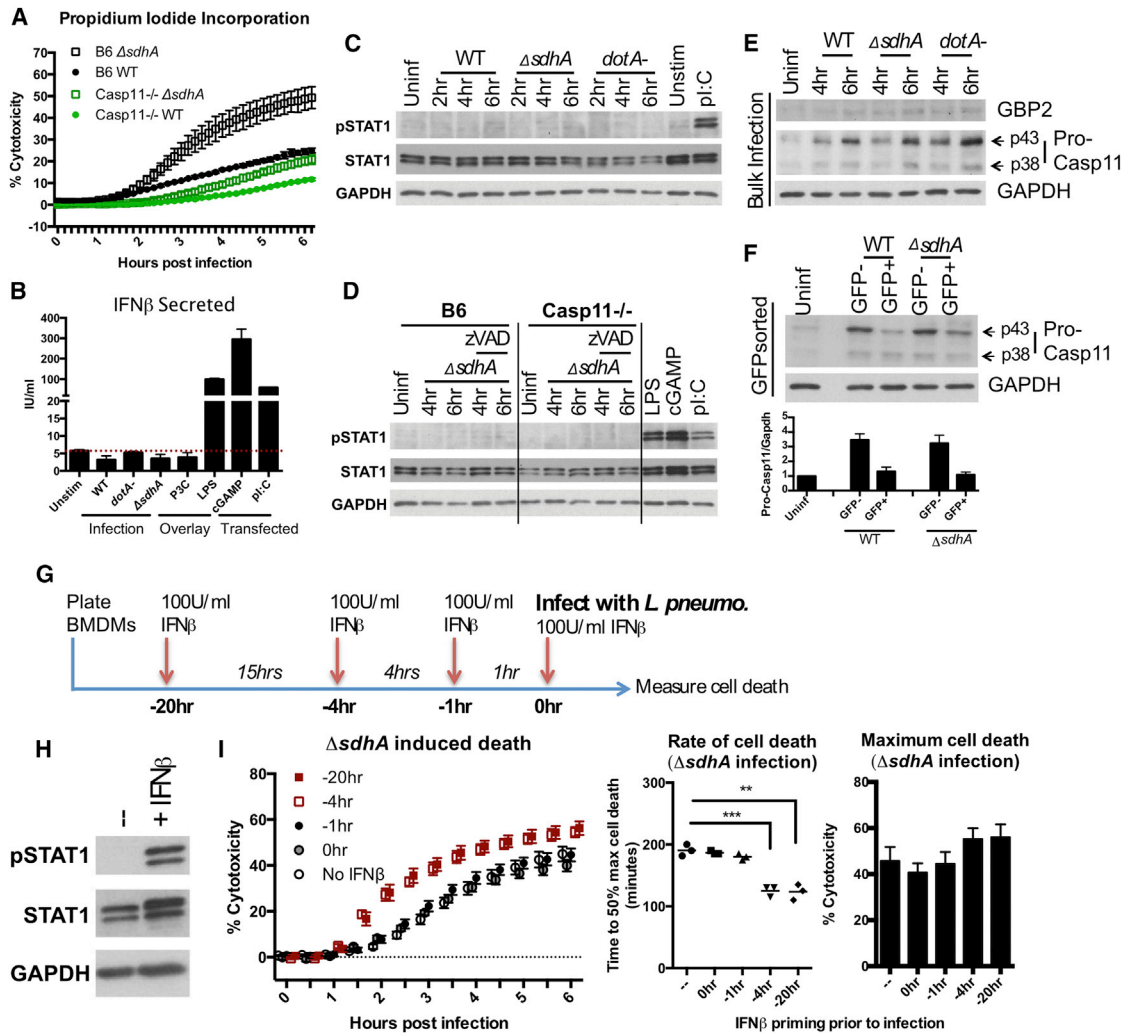 A
Propidium Iodide Incorporation
B6 ΔsdhA
B6 WT
Casp11-/- ΔsdhA
Casp11-/- WT
% Cytotoxicity
70
60
50
40
30
20
10
0
-10
0 1 2 3 4 5 6
Hours post infection
B
IFNβ Secreted
IU/ml
400
300
200
100
20
15
10
5
0
Unstim WT dotA- ΔsdhA P3C LPS cGAMP pI:C
Infection Overlay Transfected
C
WT ΔsdhA dotA-
Uninf 2hr 4hr 6hr 2hr 4hr 6hr 2hr 4hr 6hr Unstim pI:C
pSTAT1
STAT1
GAPDH
D
B6 Casp11-/-
zVAD zVAD
ΔsdhA ΔsdhA
Uninf 4hr 6hr 4hr 6hr Uninf 4hr 6hr 4hr 6hr LPS cGAMP pI:C
pSTAT1
STAT1
GAPDH
E
WT ΔsdhA dotA-
Uninf 4hr 6hr 4hr 6hr 4hr 6hr
Bulk Infection
GBP2
p43 Pro-
p38 Casp11
GAPDH
F
WT ΔsdhA
Uninf GFP- GFP+ GFP- GFP+
GFPsorted
p43 Pro-
p38 Casp11
GAPDH
Pro-Casp11/Gapdh
5
4
3
2
1
0
Uninf GFP- GFP+ GFP- GFP+
WT ΔsdhA
G
Plate 100U/ml 100U/ml 100U/ml Infect with L. pneumo.
BMDMs IFNβ IFNβ IFNβ 100U/ml IFNβ
15hrs 4hrs 1hr
Measure cell death
-20hr -4hr -1hr 0hr
H
-- + IFNβ
pSTAT1
STAT1
GAPDH
I
ΔsdhA induced death
-20hr
-4hr
-1hr
0hr
No IFNβ
% Cytotoxicity
80
60
40
20
0
0 1 2 3 4 5 6
Hours post infection
Rate of cell death
(ΔsdhA infection)
Time to 50% max cell death
(minutes)
300
200
100
0
**
***
-- 0hr -1hr -4hr -20hr
Maximum cell death
(ΔsdhA infection)
% Cytotoxicity
80
60
40
20
0
-- 0hr -1hr -4hr -20hr
IFNβ priming prior to infection